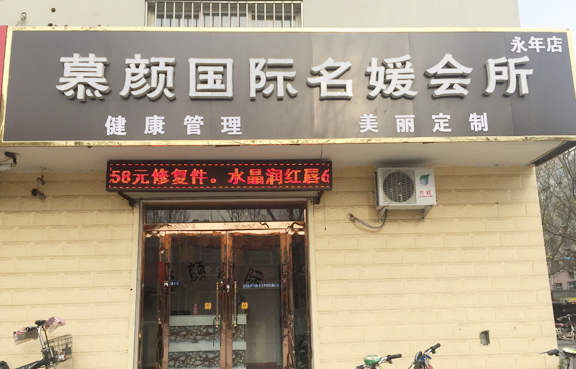 永年店
慕颜国际名媛会所
健康管理 美丽定制
58元修复件。水晶润红唇6